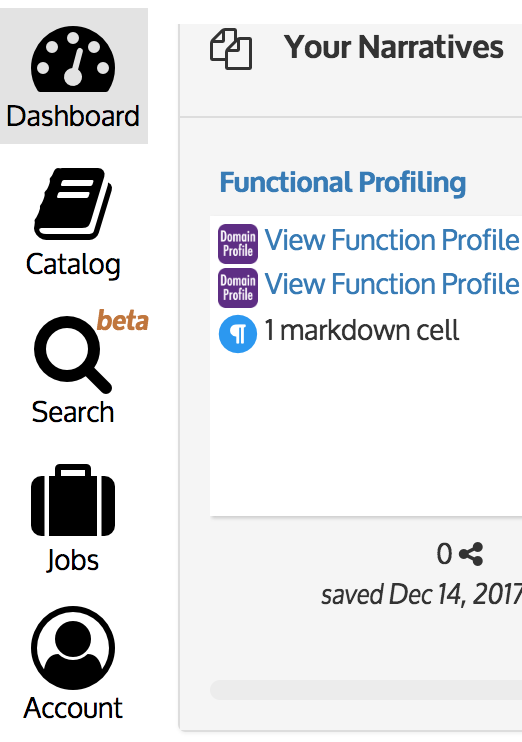 Dashboard
Catalog
beta
Search
Jobs
Account
Your Narratives
Functional Profiling
Domain
Profile
View Function Profile
Domain
Profile
View Function Profile
1 markdown cell
0
saved Dec 14, 2017